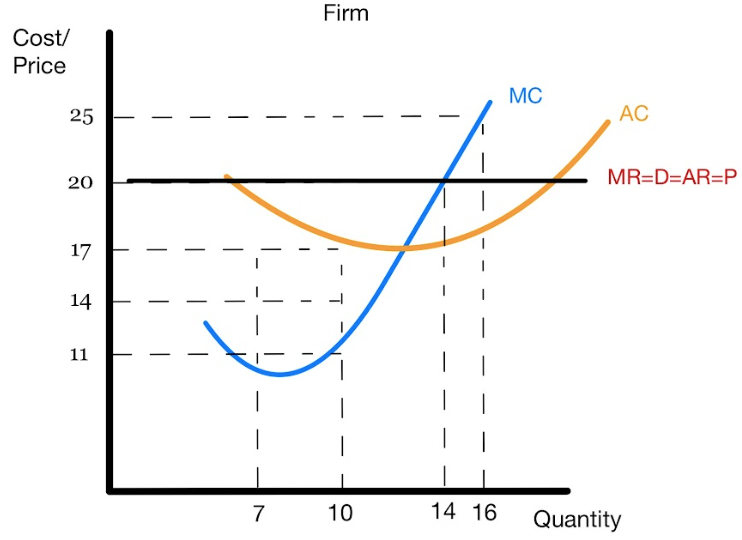 Firm
Cost/
Price
MC
25
AC
20
MR=D=AR=P
17
14
11
7
10
14
16
Quantity